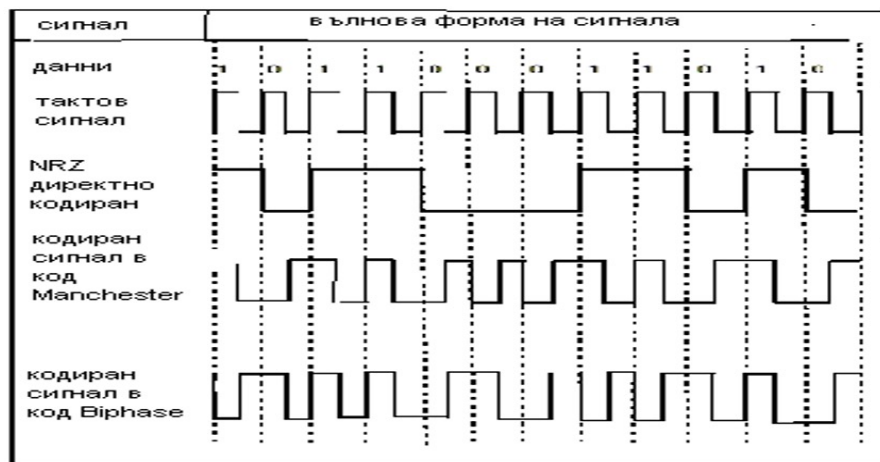 сигнал вълнова форма на сигнала
данни 1 0 1 1 0 0 0 1 1 0 1 0
тактов
сигнал
NRZ
директно
кодиран
кодиран
сигнал в
код
Manchester
кодиран
сигнал в
код Biphase